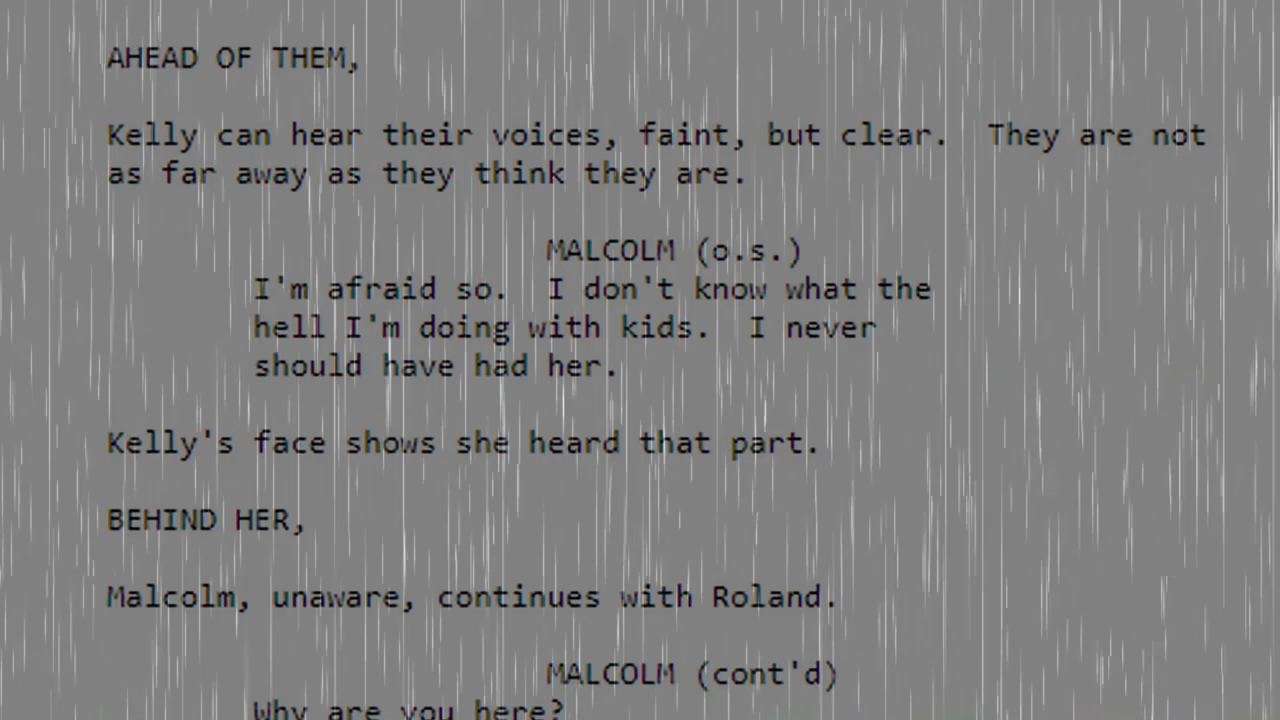 AHEAD OF THEM,
Kelly can hear their voices, faint, but clear.  They are not
as far away as they think they are.
MALCOLM (o.s.)
I'm afraid so.  I don't know what the
hell I'm doing with kids.  I never
should have had her.
Kelly's face shows she heard that part.
BEHIND HER,
Malcolm, unaware, continues with Roland.
MALCOLM (cont'd)
Why are you here?